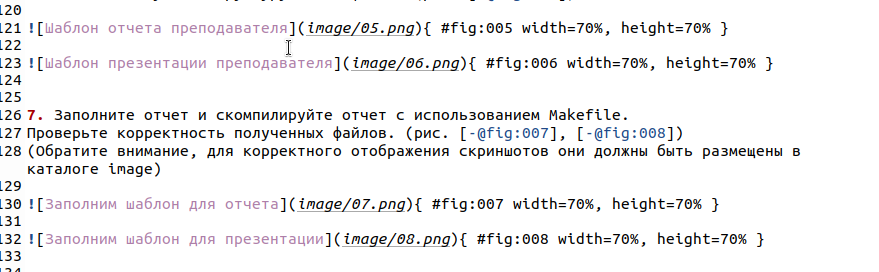 120
121 ![Шаблон отчета преподавателя](image/05.png){ #fig:005 width=70%, height=70% }
122
123 ![Шаблон презентации преподавателя](image/06.png){ #fig:006 width=70%, height=70% }
124
125
126 7. Заполните отчет и скомпилируйте отчет с использованием Makefile.
127 Проверьте корректность полученных файлов. (рис. [-@fig:007], [-@fig:008])
128 (Обратите внимание, для корректного отображения скриншотов они должны быть размещены в
каталоге image)
129
130 ![Заполним шаблон для отчета](image/07.png){ #fig:007 width=70%, height=70% }
131
132 ![Заполним шаблон для презентации](image/08.png){ #fig:008 width=70%, height=70% }
133